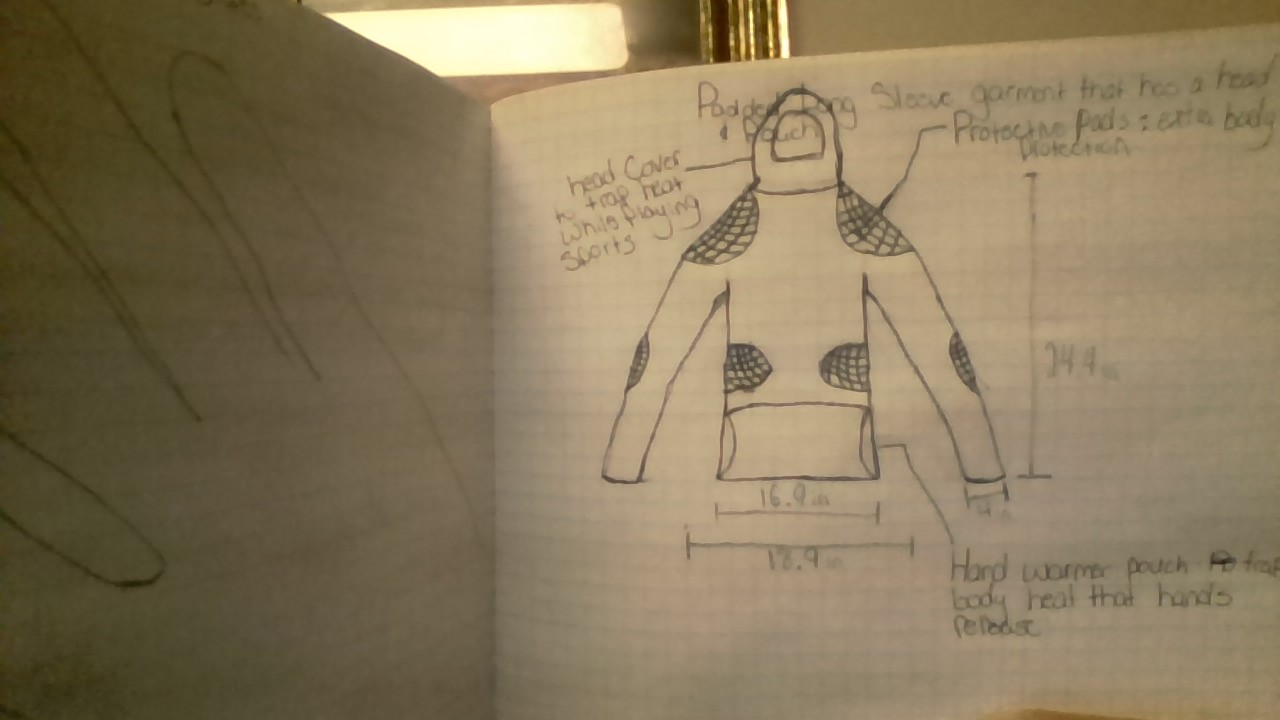 Padded Long Sleeve garment that has a head
& Pouch
Protective Pads : extra body
protection
head Cover
to trap heat
while Playing
Sports
24.4 in
16.9 in
4 in
18.9 in
Hand warmer pouch to trap
body heat that hands
release